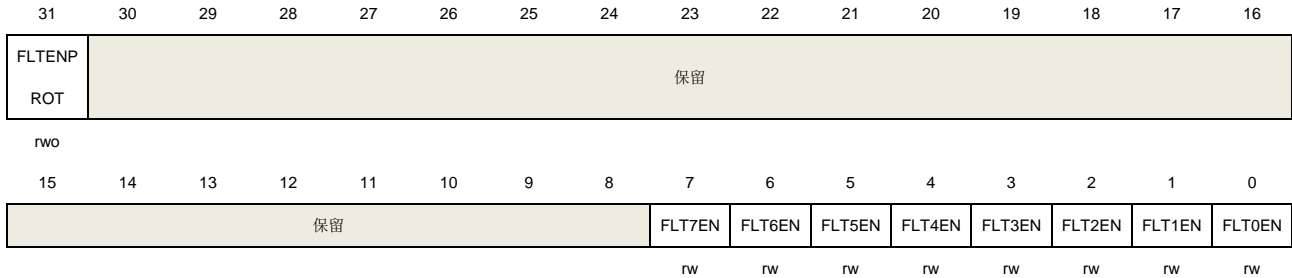 31 30 29 28 27 26 25 24 23 22 21 20 19 18 17 16
FLTENP
ROT
保留
rwo
15 14 13 12 11 10 9 8 7 6 5 4 3 2 1 0
保留 FLT7EN FLT6EN FLT5EN FLT4EN FLT3EN FLT2EN FLT1EN FLT0EN
rw rw rw rw rw rw rw rw